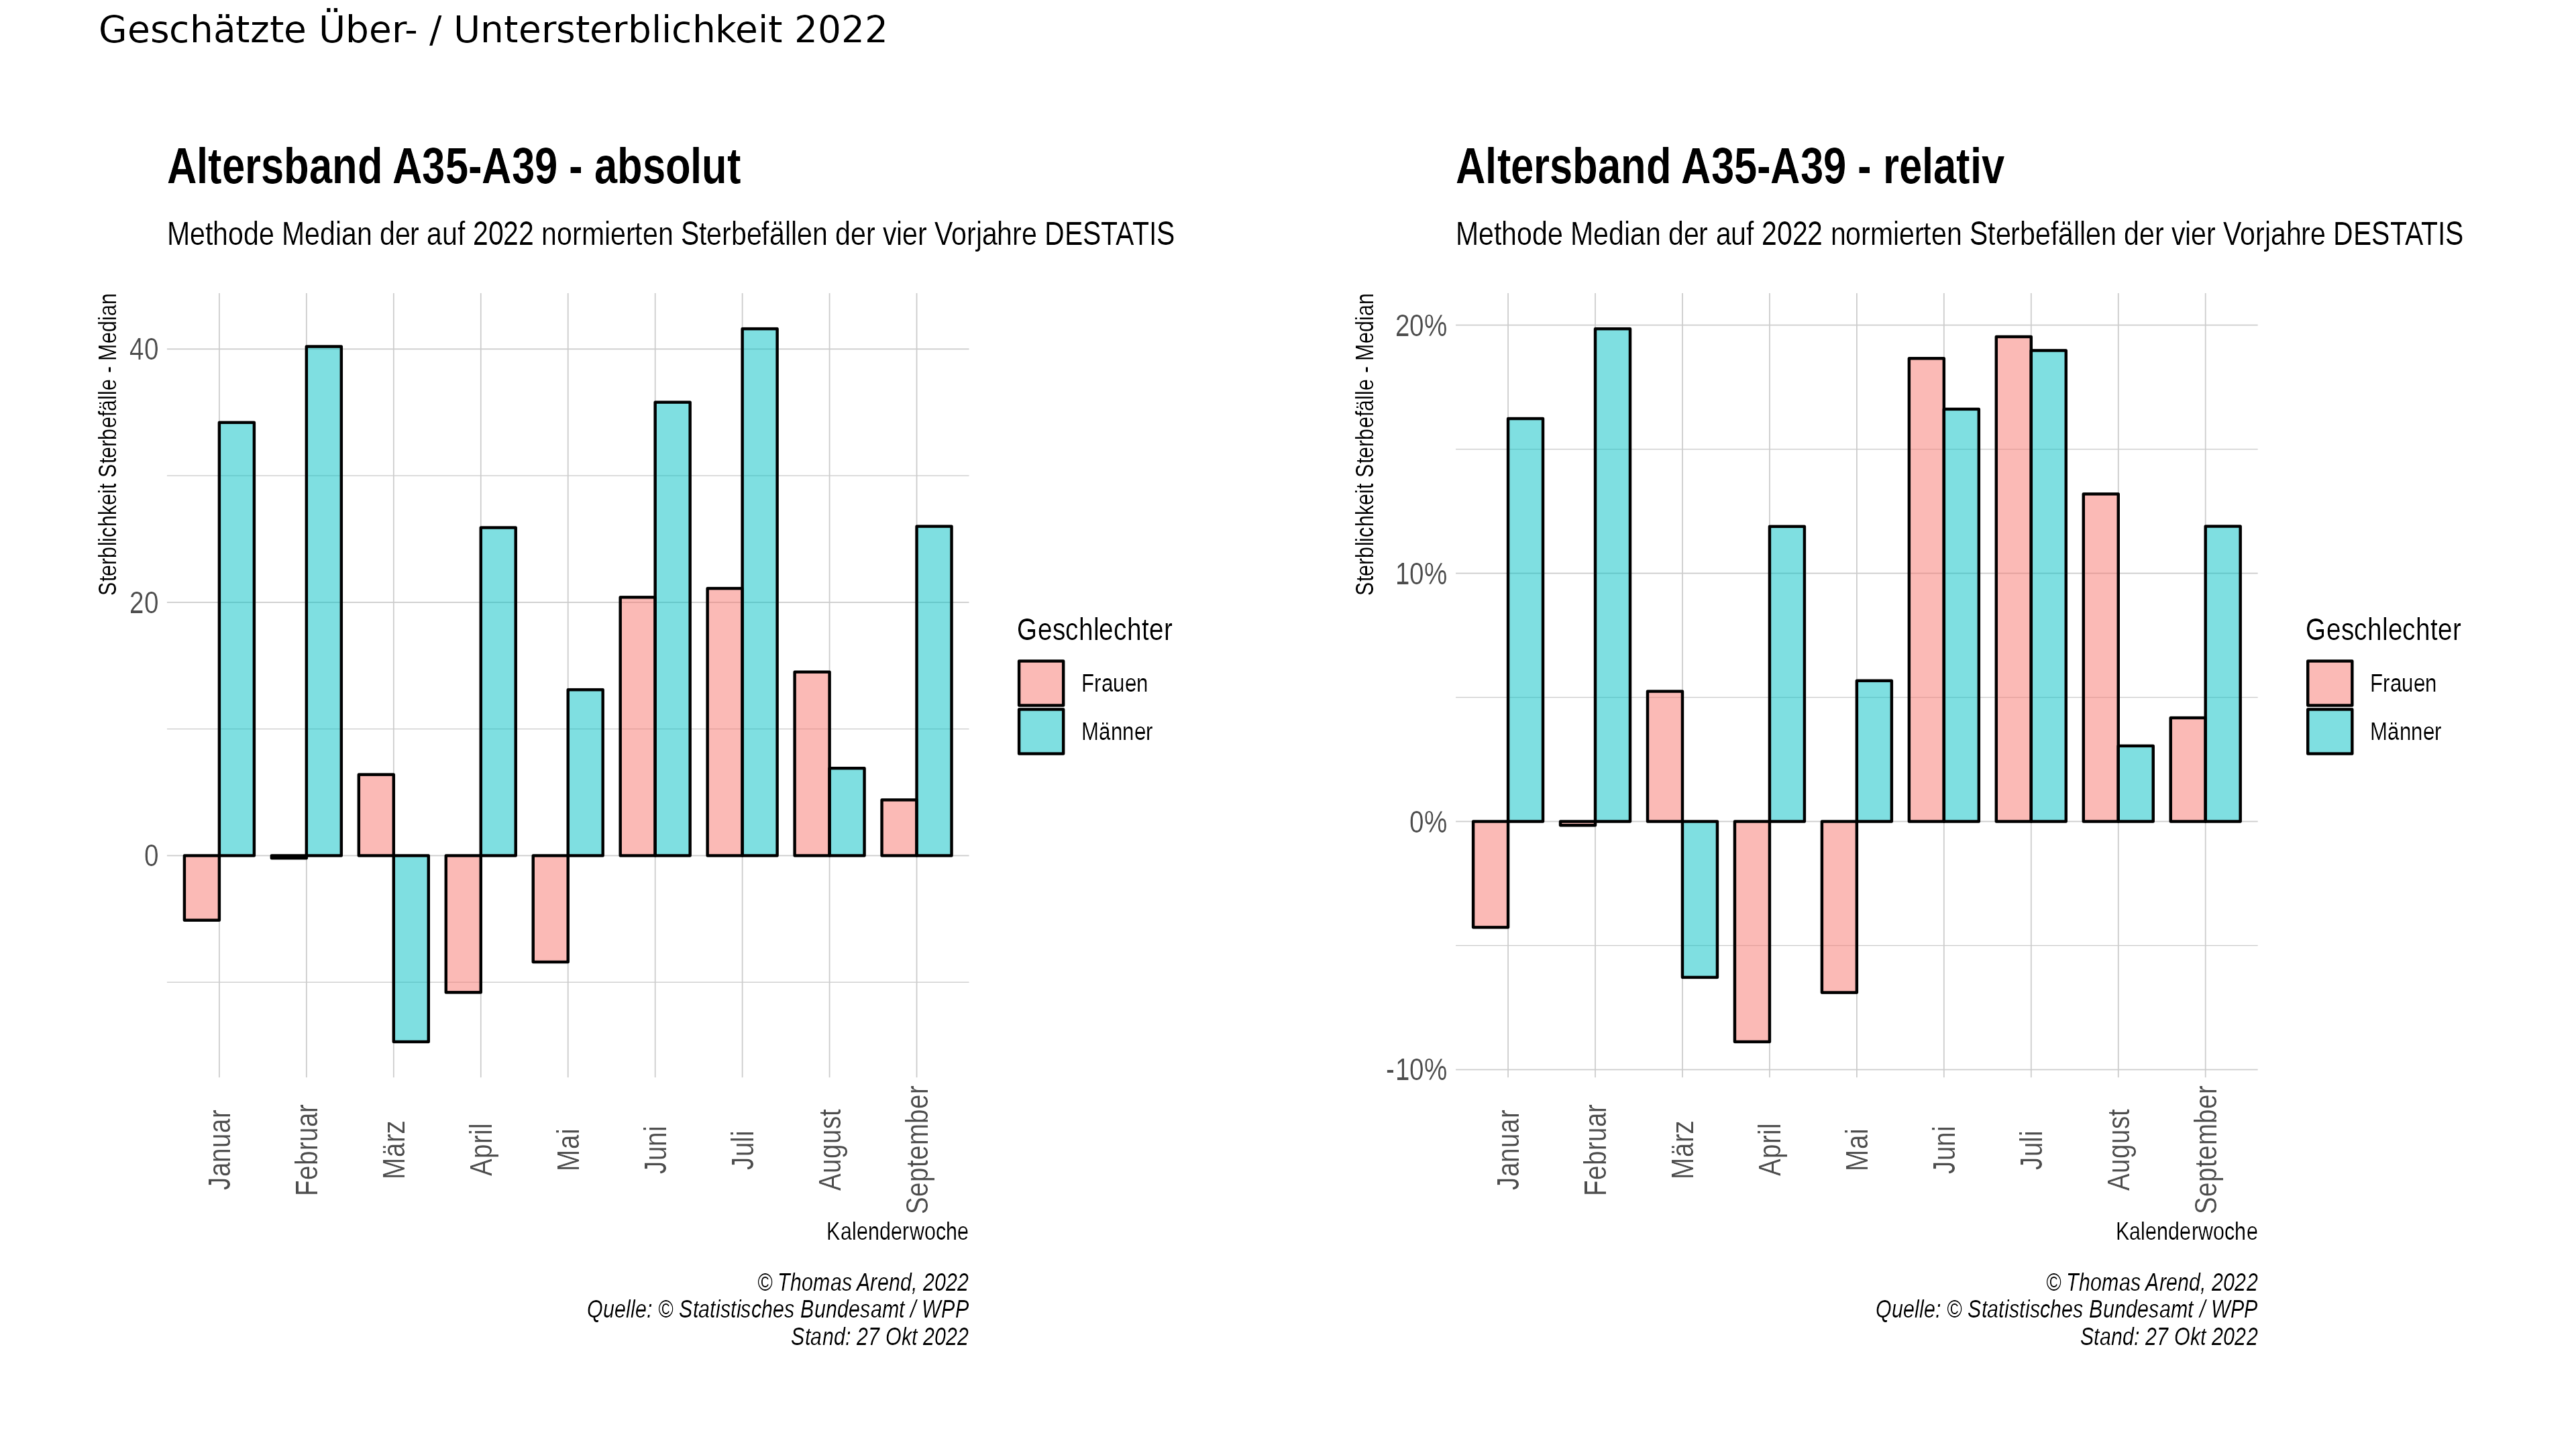 Geschätzte Über- / Untersterblichkeit 2022
Altersband A35-A39 - absolut
Methode Median der auf 2022 normierten Sterbefällen der vier Vorjahre DESTATIS
Sterblichkeit Sterbefälle - Median
40
20
0
Januar
Februar
März
April
Mai
Juni
Juli
August
September
Kalenderwoche
Geschlechter
Frauen
Männer
© Thomas Arend, 2022
Quelle: © Statistisches Bundesamt / WPP
Stand: 27 Okt 2022
Altersband A35-A39 - relativ
Methode Median der auf 2022 normierten Sterbefällen der vier Vorjahre DESTATIS
Sterblichkeit Sterbefälle - Median
20%
10%
0%
-10%
Januar
Februar
März
April
Mai
Juni
Juli
August
September
Kalenderwoche
Geschlechter
Frauen
Männer
© Thomas Arend, 2022
Quelle: © Statistisches Bundesamt / WPP
Stand: 27 Okt 2022